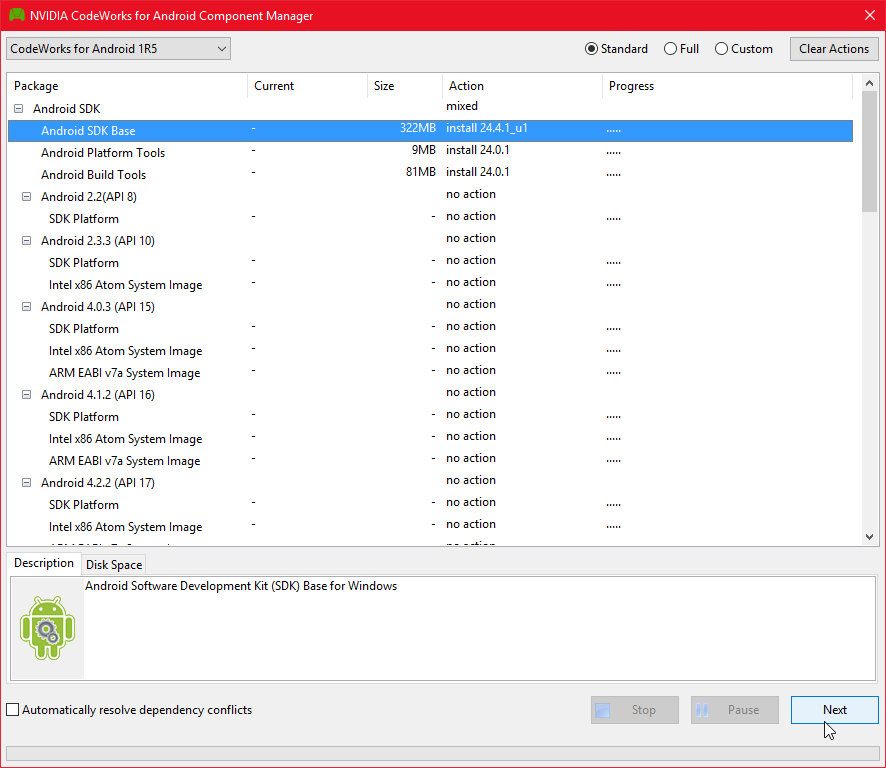 NVIDIA CodeWorks for Android Component Manager
CodeWorks for Android 1R5 Standard Full Custom Clear Actions
Package Current Size Action Progress
Android SDK mixed
Android SDK Base - 322MB install 24.4.1_u1 .....
Android Platform Tools - 9MB install 24.0.1 .....
Android Build Tools - 81MB install 24.0.1 .....
Android 2.2(API 8) no action
SDK Platform - - no action .....
Android 2.3.3 (API 10) no action
SDK Platform - - no action .....
Intel x86 Atom System Image - - no action .....
Android 4.0.3 (API 15) no action
SDK Platform - - no action .....
Intel x86 Atom System Image - - no action .....
ARM EABI v7a System Image - - no action .....
Android 4.1.2 (API 16) no action
SDK Platform - - no action .....
Intel x86 Atom System Image - - no action .....
ARM EABI v7a System Image - - no action .....
Android 4.2.2 (API 17) no action
SDK Platform - - no action .....
Intel x86 Atom System Image - - no action .....
Description Disk Space
Android Software Development Kit (SDK) Base for Windows
Automatically resolve dependency conflicts Stop Pause Next